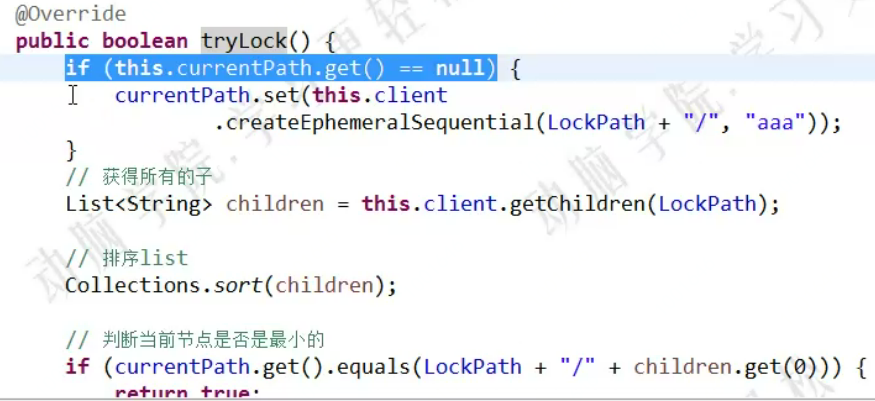 @Override
public boolean tryLock() {
if (this.currentPath.get() == null) {
currentPath.set(this.client
.createEphemeralSequential(LockPath + "/", "aaa"));
}
// 获得所有的子
List<String> children = this.client.getChildren(LockPath);
// 排序list
Collections.sort(children);
// 判断当前节点是否是最小的
if (currentPath.get().equals(LockPath + "/" + children.get(0))) {
return true;